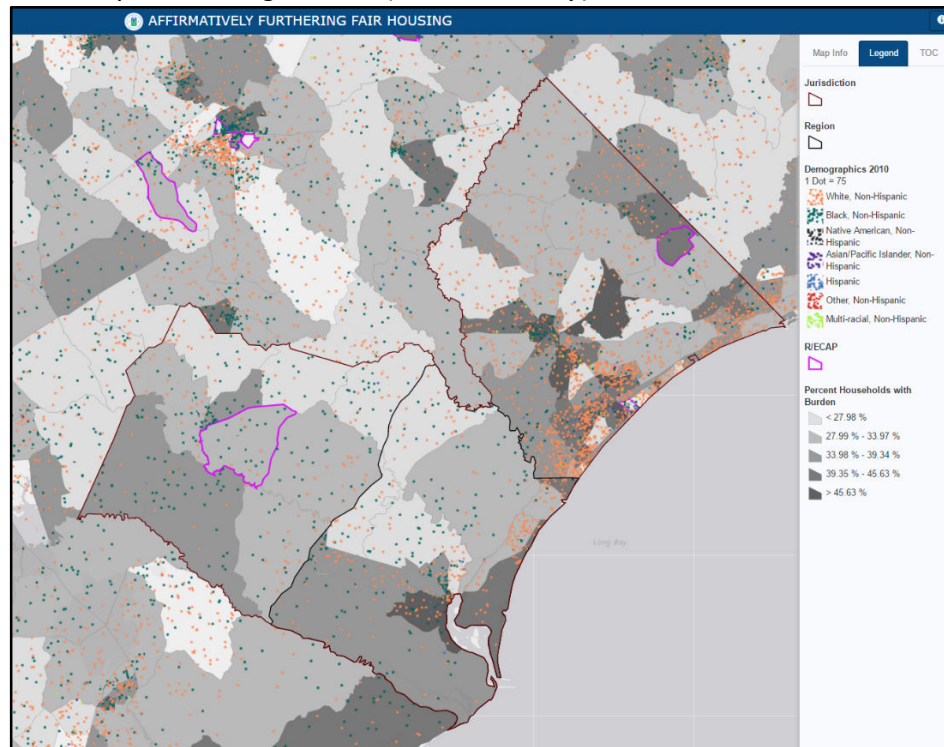 AFFIRMATIVELY FURTHERING FAIR HOUSING
Map Info Legend TOC
Jurisdiction
Region
Demographics 2010
1 Dot = 75
White, Non-Hispanic
Black, Non-Hispanic
Native American, Non-
Hispanic
Asian/Pacific Islander, Non-
Hispanic
Hispanic
Other, Non-Hispanic
Multi-racial, Non-Hispanic
R/ECAP
Percent Households with
Burden
< 27.98 %
27.99 % - 33.97 %
33.98 % - 39.34 %
39.35 % - 45.63 %
> 45.63 %
Long Bay